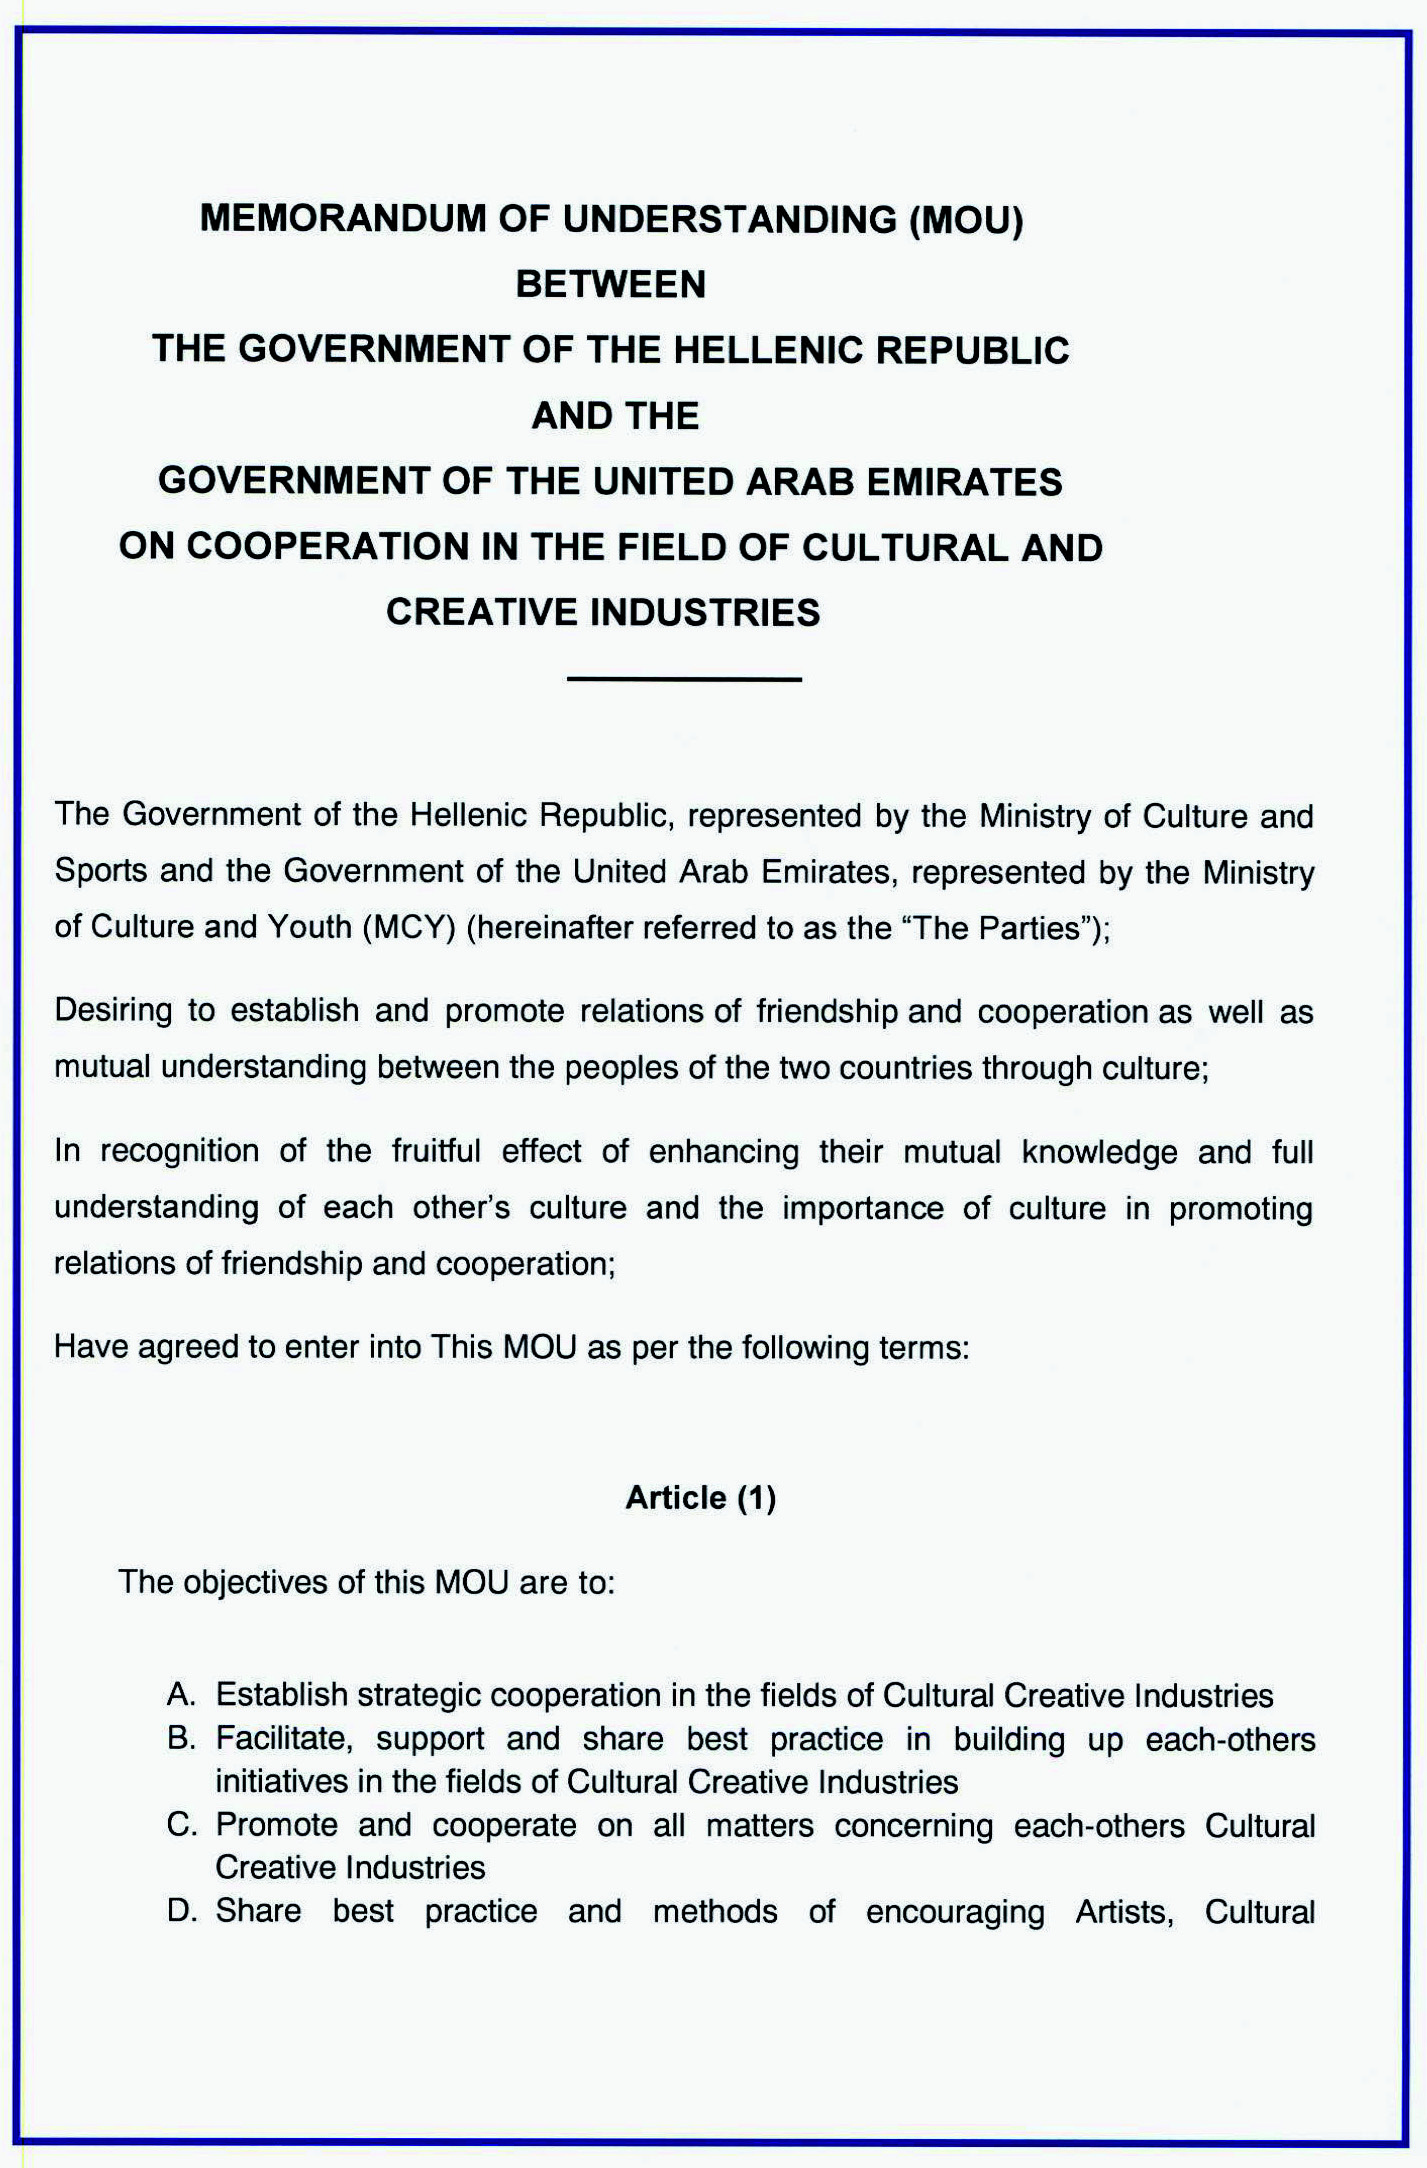 MEMORANDUM OF UNDERSTANDING (MOU)
BETWEEN
THE GOVERNMENT OF THE HELLENIC REPUBLIC
AND THE
GOVERNMENT OF THE UNITED ARAB EMIRATES
ON COOPERATION IN THE FIELD OF CULTURAL AND
CREATIVE INDUSTRIES
The Government of the Hellenic Republic, represented by the Ministry of Culture and
Sports and the Government of the United Arab Emirates, represented by the Ministry
of Culture and Youth (MCY) (hereinafter referred to as the “The Parties”);
Desiring to establish and promote relations of friendship and cooperation as well as
mutual understanding between the peoples of the two countries through culture;
In recognition of the fruitful effect of enhancing their mutual knowledge and full
understanding of each other’s culture and the importance of culture in promoting
relations of friendship and cooperation;
Have agreed to enter into This MOU as per the following terms:
Article (1)
The objectives of this MOU are to:
A. Establish strategic cooperation in the fields of Cultural Creative Industries
B. Facilitate, support and share best practice in building up each-others
initiatives in the fields of Cultural Creative Industries
C. Promote and cooperate on all matters concerning each-others Cultural
Creative Industries
D. Share best practice and methods of encouraging Artists, Cultural